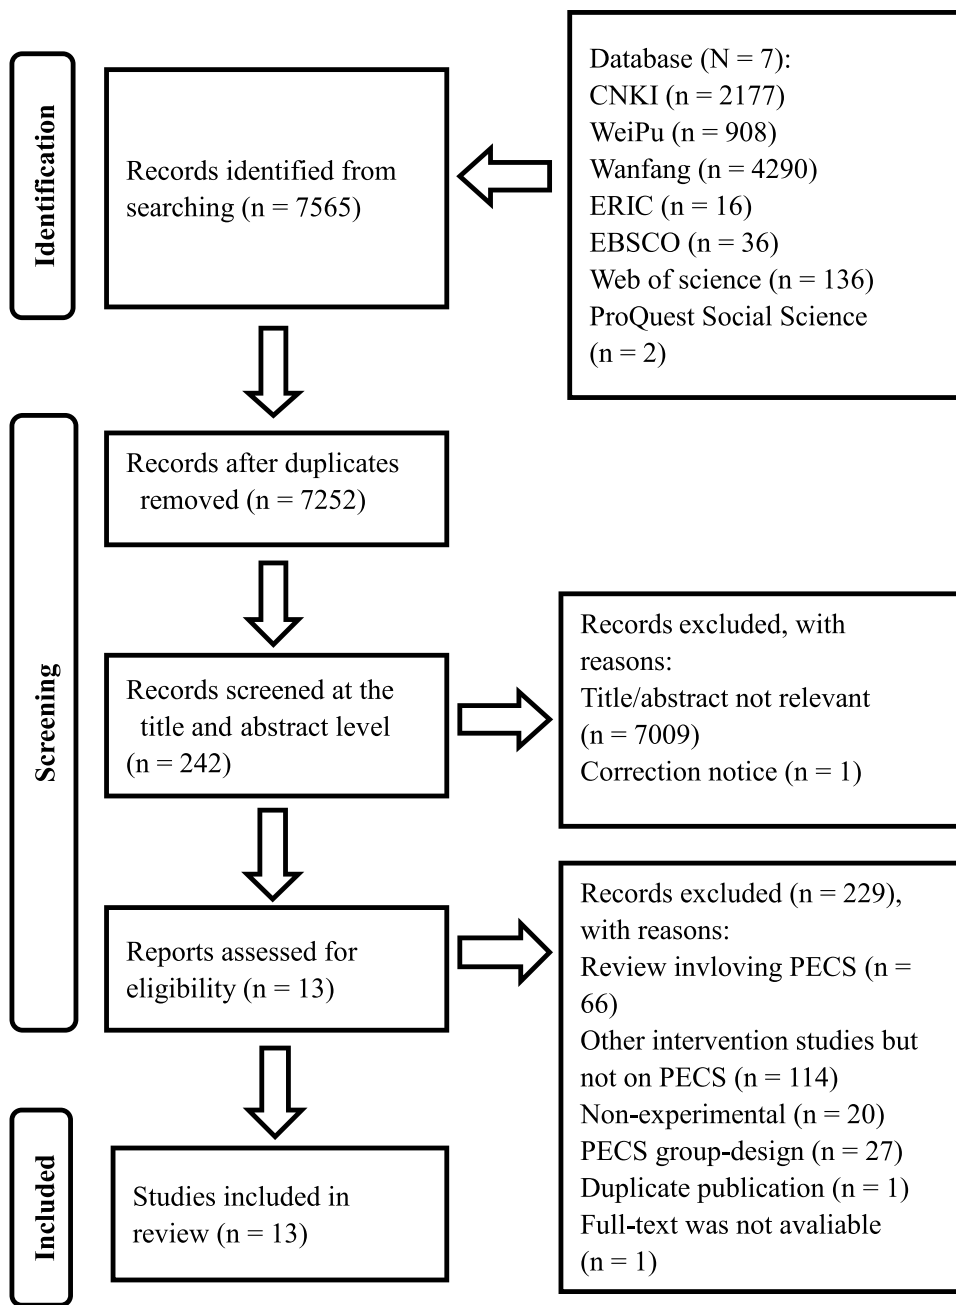 Identification
Records identified from
searching (n = 7565)
Database (N = 7):
CNKI (n = 2177)
WeiPu (n = 908)
Wanfang (n = 4290)
ERIC (n = 16)
EBSCO (n = 36)
Web of science (n = 136)
ProQuest Social Science
(n = 2)
Screening
Records after duplicates
removed (n = 7252)
Records screened at the
title and abstract level
(n = 242)
Records excluded, with
reasons:
Title/abstract not relevant
(n = 7009)
Correction notice (n = 1)
Reports assessed for
eligibility (n = 13)
Records excluded (n = 229),
with reasons:
Review invloving PECS (n =
66)
Other intervention studies but
not on PECS (n = 114)
Non-experimental (n = 20)
PECS group-design (n = 27)
Duplicate publication (n = 1)
Full-text was not avaliable
(n = 1)
Included
Studies included in
review (n = 13)